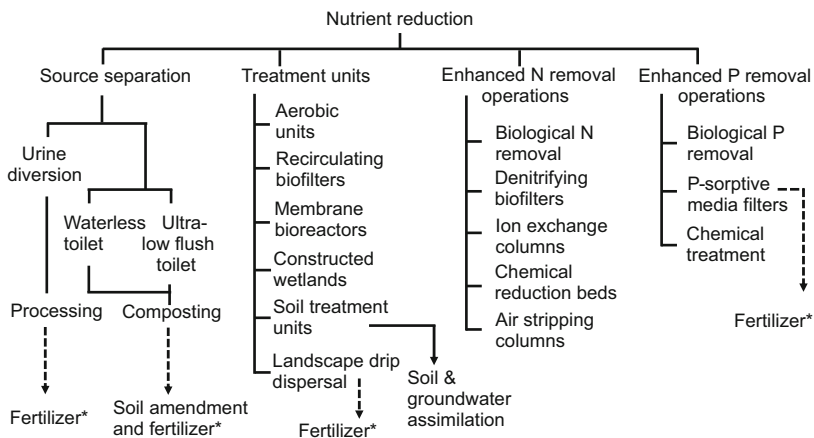 Nutrient reduction
Source separation
Treatment units
Enhanced N removal
operations
Enhanced P removal
operations
Urine
diversion
Waterless
toilet
Ultra-
low flush
toilet
Processing
Composting
Fertilizer*
Soil amendment
and fertilizer*
Aerobic
units
Recirculating
biofilters
Membrane
bioreactors
Constructed
wetlands
Soil treatment
units
Landscape drip
dispersal
Fertilizer*
Soil &
groundwater
assimilation
Biological N
removal
Denitrifying
biofilters
Ion exchange
columns
Chemical
reduction beds
Air stripping
columns
Biological P
removal
P-sorptive
media filters
Chemical
treatment
Fertilizer*